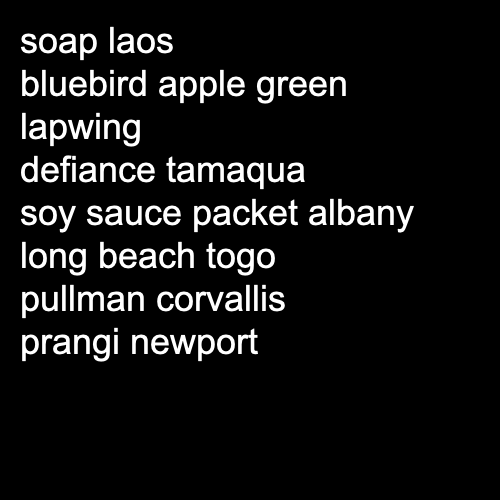 soap laos
bluebird apple green
lapwing
defiance tamaqua
soy sauce packet albany
long beach togo
pullman corvallis
prangi newport